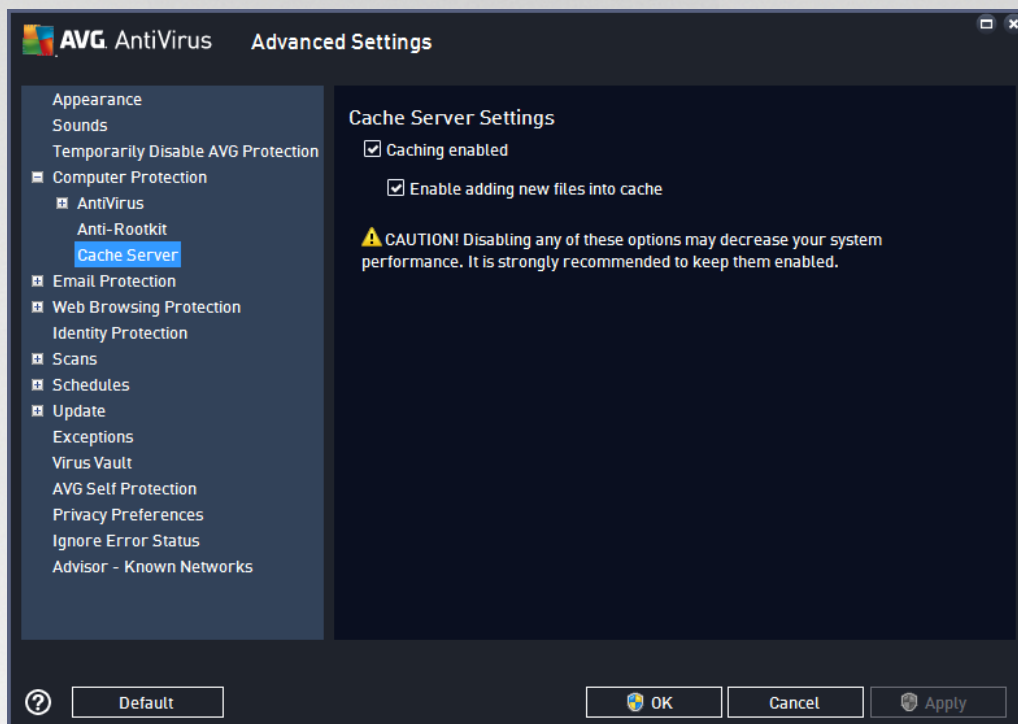 AVG. AntiVirus Advanced Settings
Appearance
Sounds
Temporarily Disable AVG Protection
Computer Protection
AntiVirus
Anti-Rootkit
Cache Server
Email Protection
Web Browsing Protection
Identity Protection
Scans
Schedules
Update
Exceptions
Virus Vault
AVG Self Protection
Privacy Preferences
Ignore Error Status
Advisor - Known Networks
Cache Server Settings
Caching enabled
Enable adding new files into cache
CAUTION! Disabling any of these options may decrease your system
performance. It is strongly recommended to keep them enabled.
? Default OK Cancel Apply